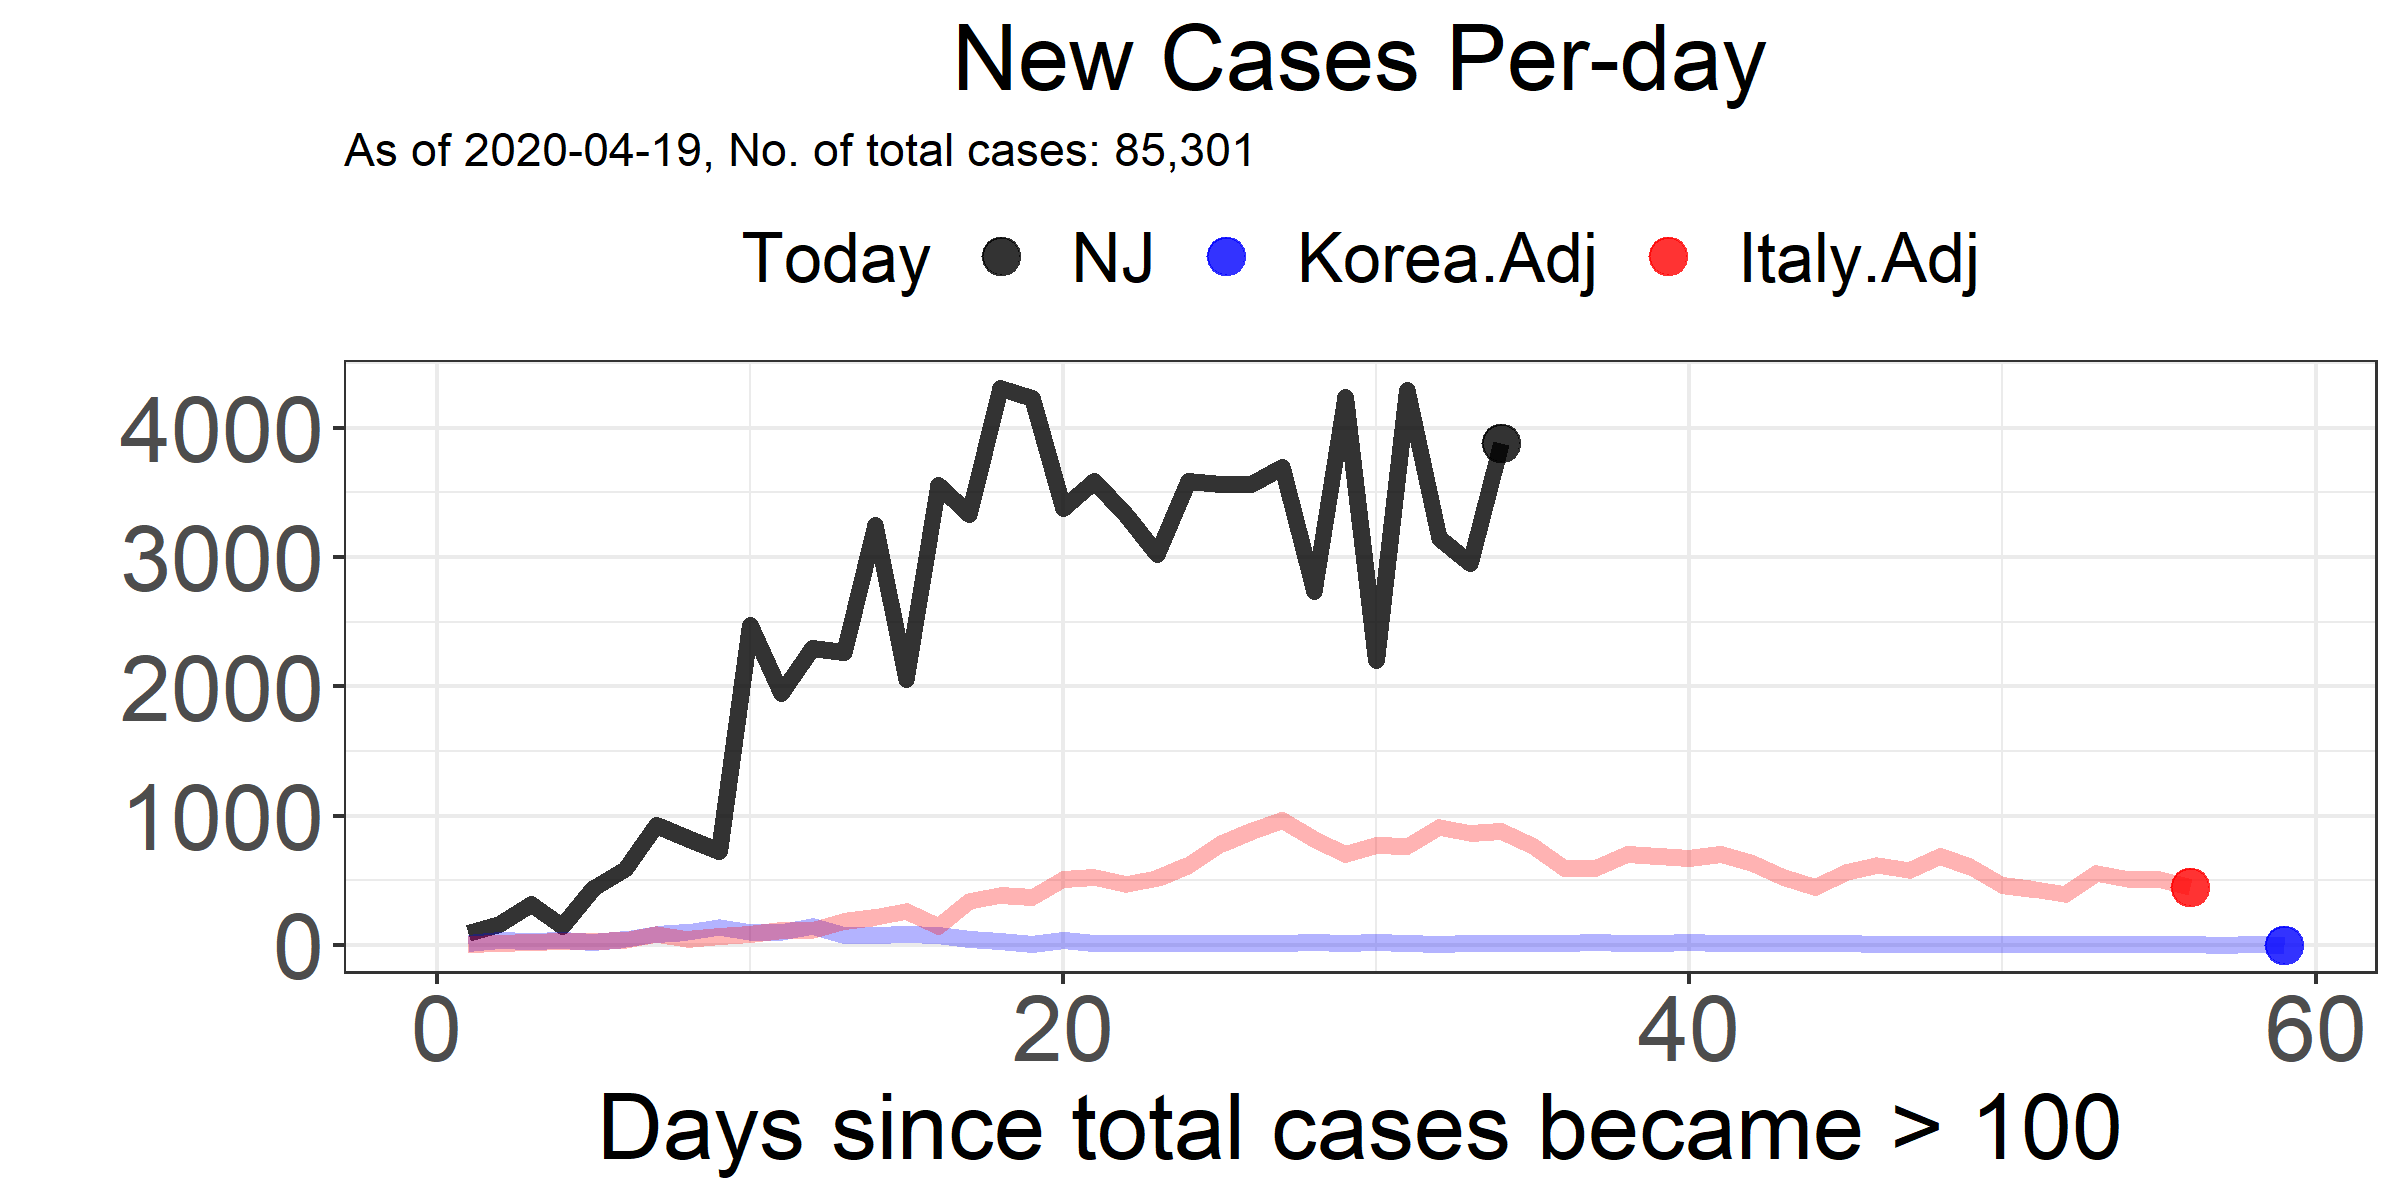 New Cases Per-day
As of 2020-04-19, No. of total cases: 85,301
Today NJ Korea.Adj Italy.Adj
4000
3000
2000
1000
0
0 20 40 60
Days since total cases became > 100